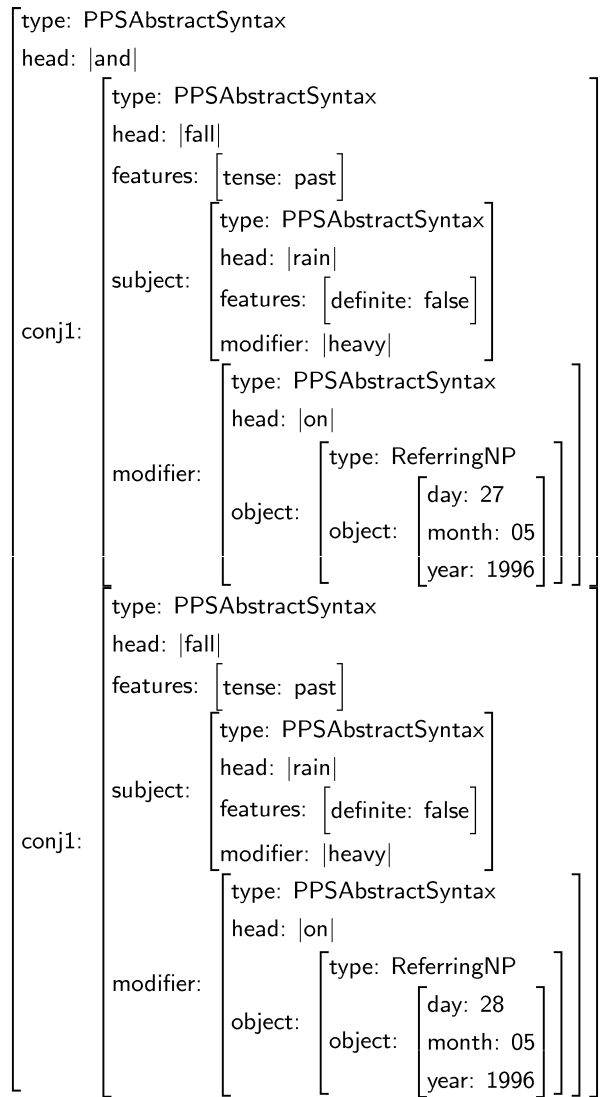 type: PPSAbstractSyntax
head: |and|
type: PPSAbstractSyntax
head: |fall|
features: [tense: past]
type: PPSAbstractSyntax
head: |rain|
subject:
features: [definite: false]
conj1:
modifier: |heavy|
type: PPSAbstractSyntax
head: |on|
type: ReferringNP
modifier:
day: 27
object:
object: month: 05
year: 1996
type: PPSAbstractSyntax
head: |fall|
features: [tense: past]
type: PPSAbstractSyntax
head: |rain|
subject:
features: [definite: false]
conj1:
modifier: |heavy|
type: PPSAbstractSyntax
head: |on|
type: ReferringNP
modifier:
day: 28
object:
object: month: 05
year: 1996